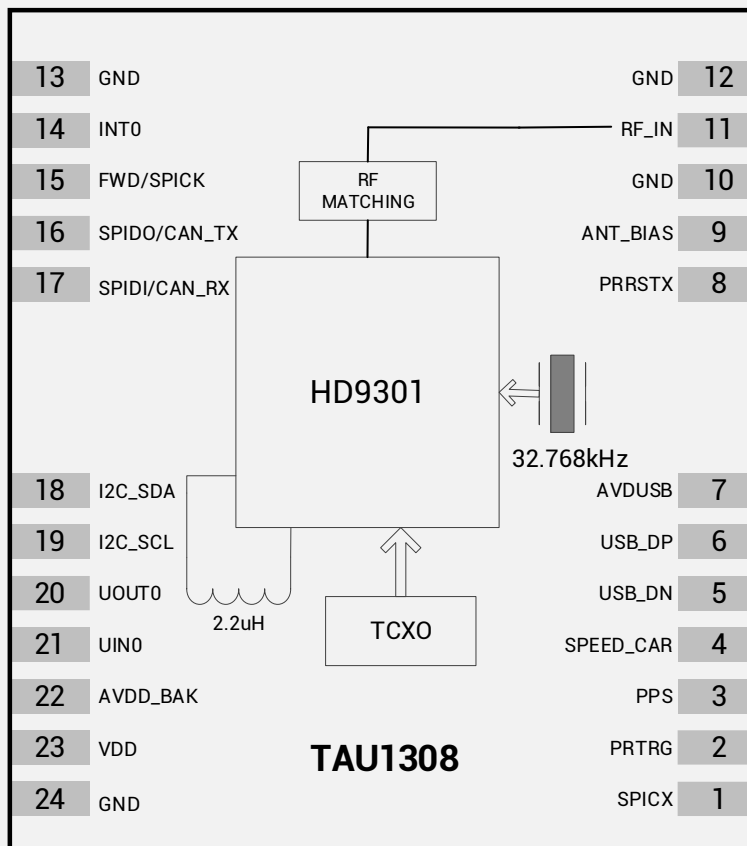 13 GND GND 12
14 INT0 RF_IN 11
15 FWD/SPICK RF MATCHING GND 10
16 SPIDO/CAN_TX ANT_BIAS 9
17 SPIDI/CAN_RX PRRSTX 8
HD9301
32.768kHz
18 I2C_SDA AVDUSB 7
19 I2C_SCL USB_DP 6
20 UOUT0 2.2uH USB_DN 5
21 UIN0 TCXO SPEED_CAR 4
22 AVDD_BAK PPS 3
23 VDD TAU1308 PRTRG 2
24 GND SPICX 1